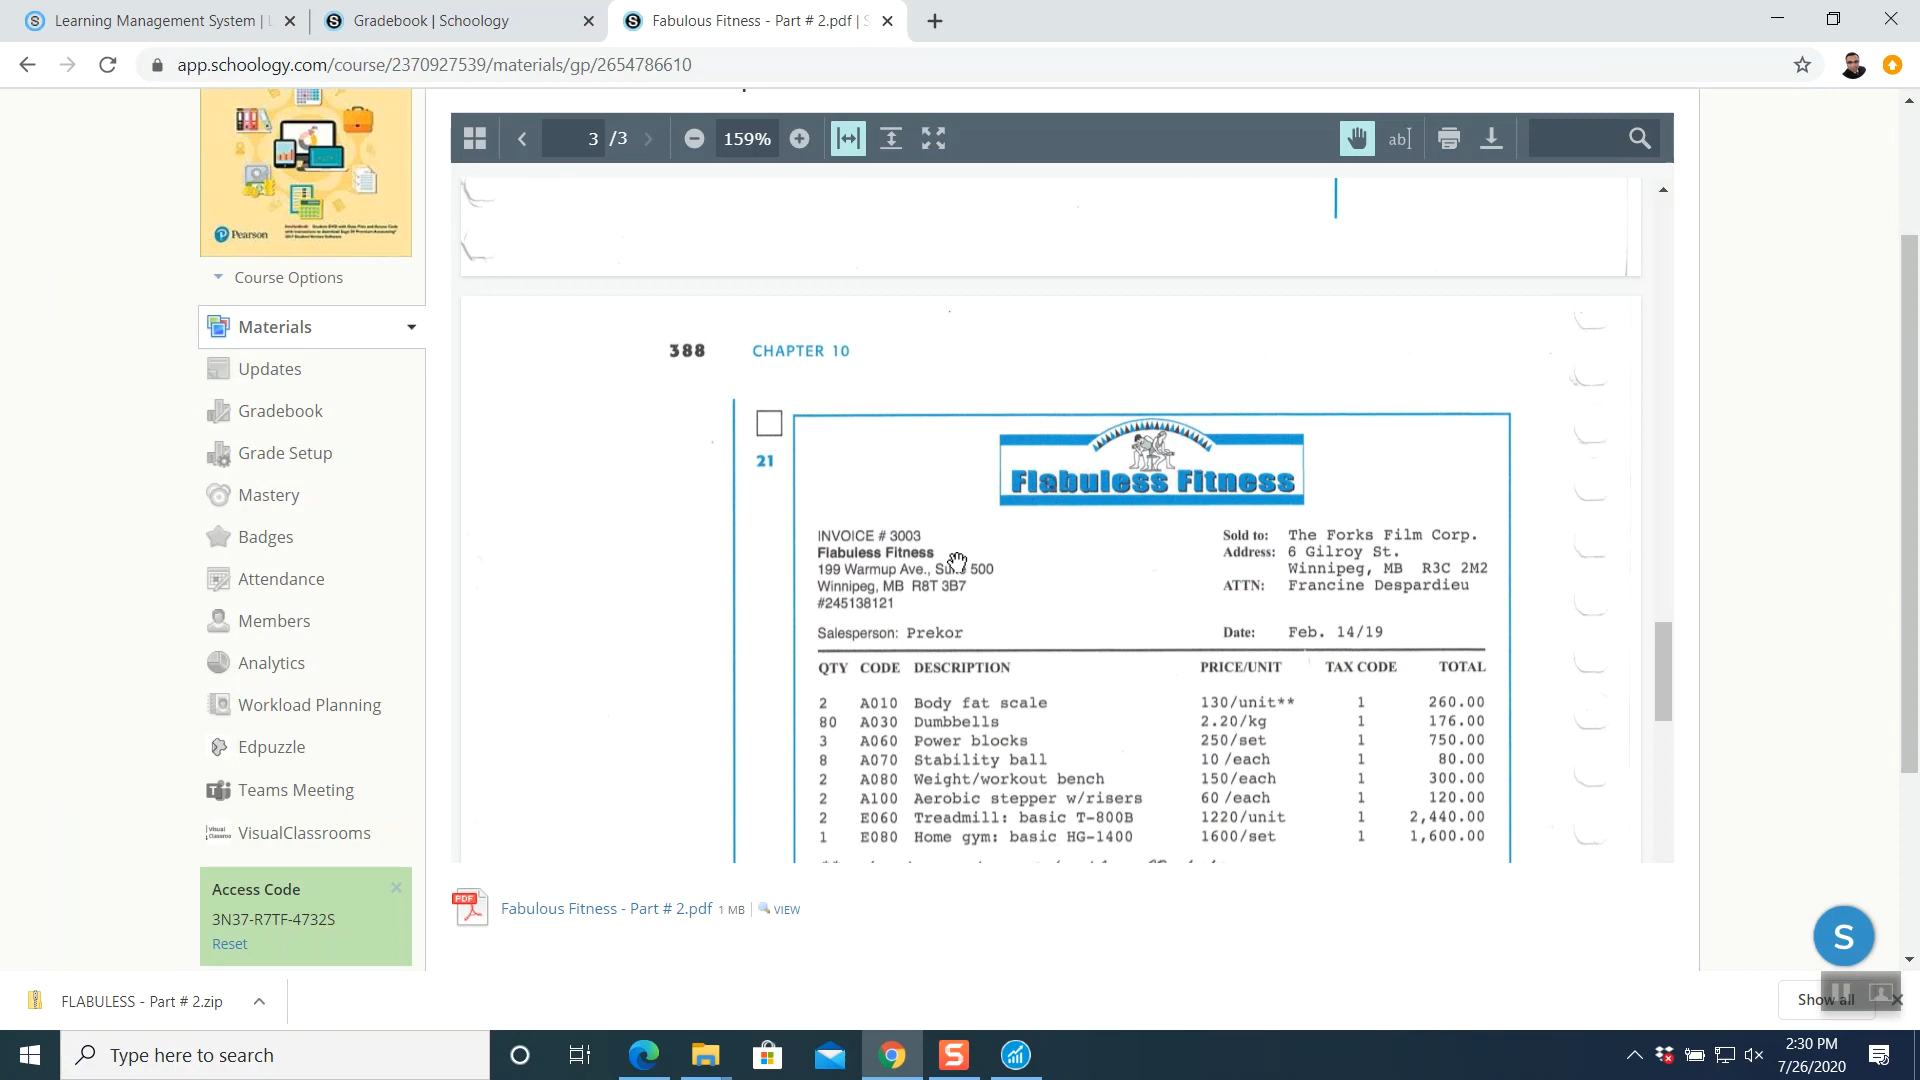 Learning Management System |
Gradebook | Schoology
Fabulous Fitness - Part # 2.pdf |
app.schoology.com/course/2370927539/materials/gp/2654786610
3 /3
159%
Pearson
Course Options
Materials
Updates
Gradebook
Grade Setup
Mastery
Badges
Attendance
Members
Analytics
Workload Planning
Edpuzzle
Teams Meeting
VisualClassrooms
Access Code
3N37-R7TF-4732S
Reset
388 CHAPTER 10
21
Flabuless Fitness
INVOICE # 3003
Flabuless Fitness
199 Warmup Ave., Suite 500
Winnipeg, MB R8T 3B7
#245138121
Sold to: The Forks Film Corp.
Address: 6 Gilroy St.
Winnipeg, MB R3C 2M2
ATTN: Francine Despardieu
Salesperson: Prekor
Date: Feb. 14/19
QTY CODE DESCRIPTION PRICE/UNIT TAX CODE TOTAL
2 A010 Body fat scale 130/unit** 1 260.00
80 A030 Dumbbells 2.20/kg 1 176.00
3 A060 Power blocks 250/set 1 750.00
8 A070 Stability ball 10 /each 1 80.00
2 A080 Weight/workout bench 150/each 1 300.00
2 A100 Aerobic stepper w/risers 60 /each 1 120.00
2 E060 Treadmill: basic T-800B 1220/unit 1 2,440.00
1 E080 Home gym: basic HG-1400 1600/set 1 1,600.00
Fabulous Fitness - Part # 2.pdf 1 MB | VIEW
S
FLABULESS - Part # 2.zip
Show all
Type here to search
2:30 PM
7/26/2020